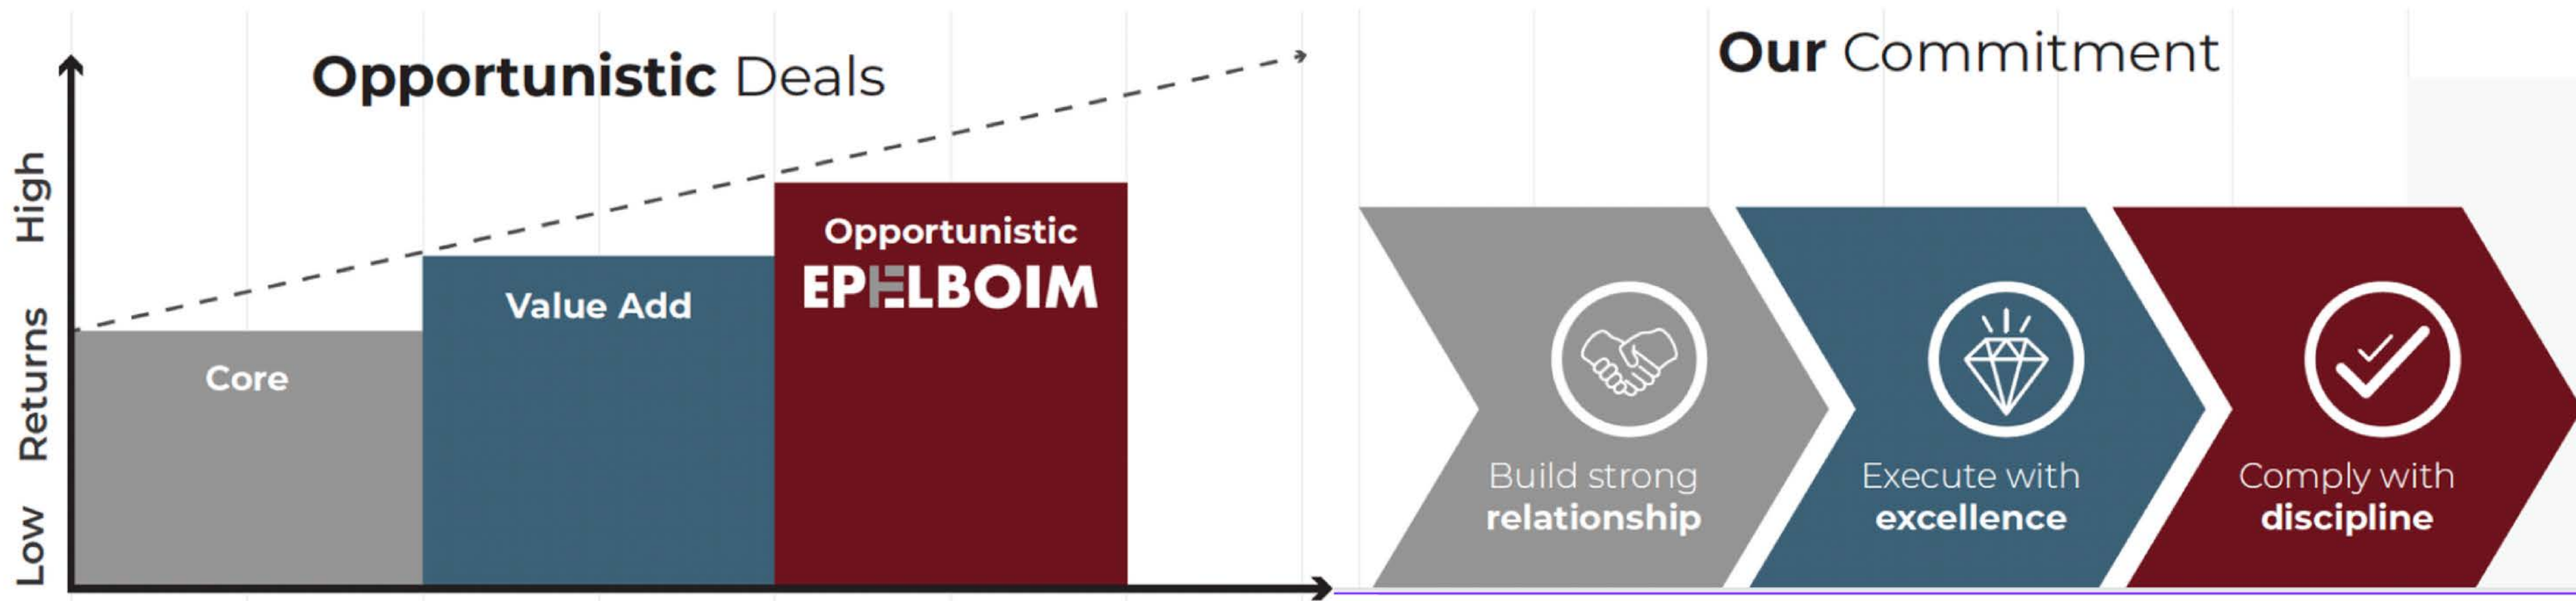 Opportunistic Deals
High
Returns
Low
Core
Value Add
Opportunistic
EPELBOIM
Our Commitment
Build strong
relationship
Execute with
excellence
Comply with
discipline